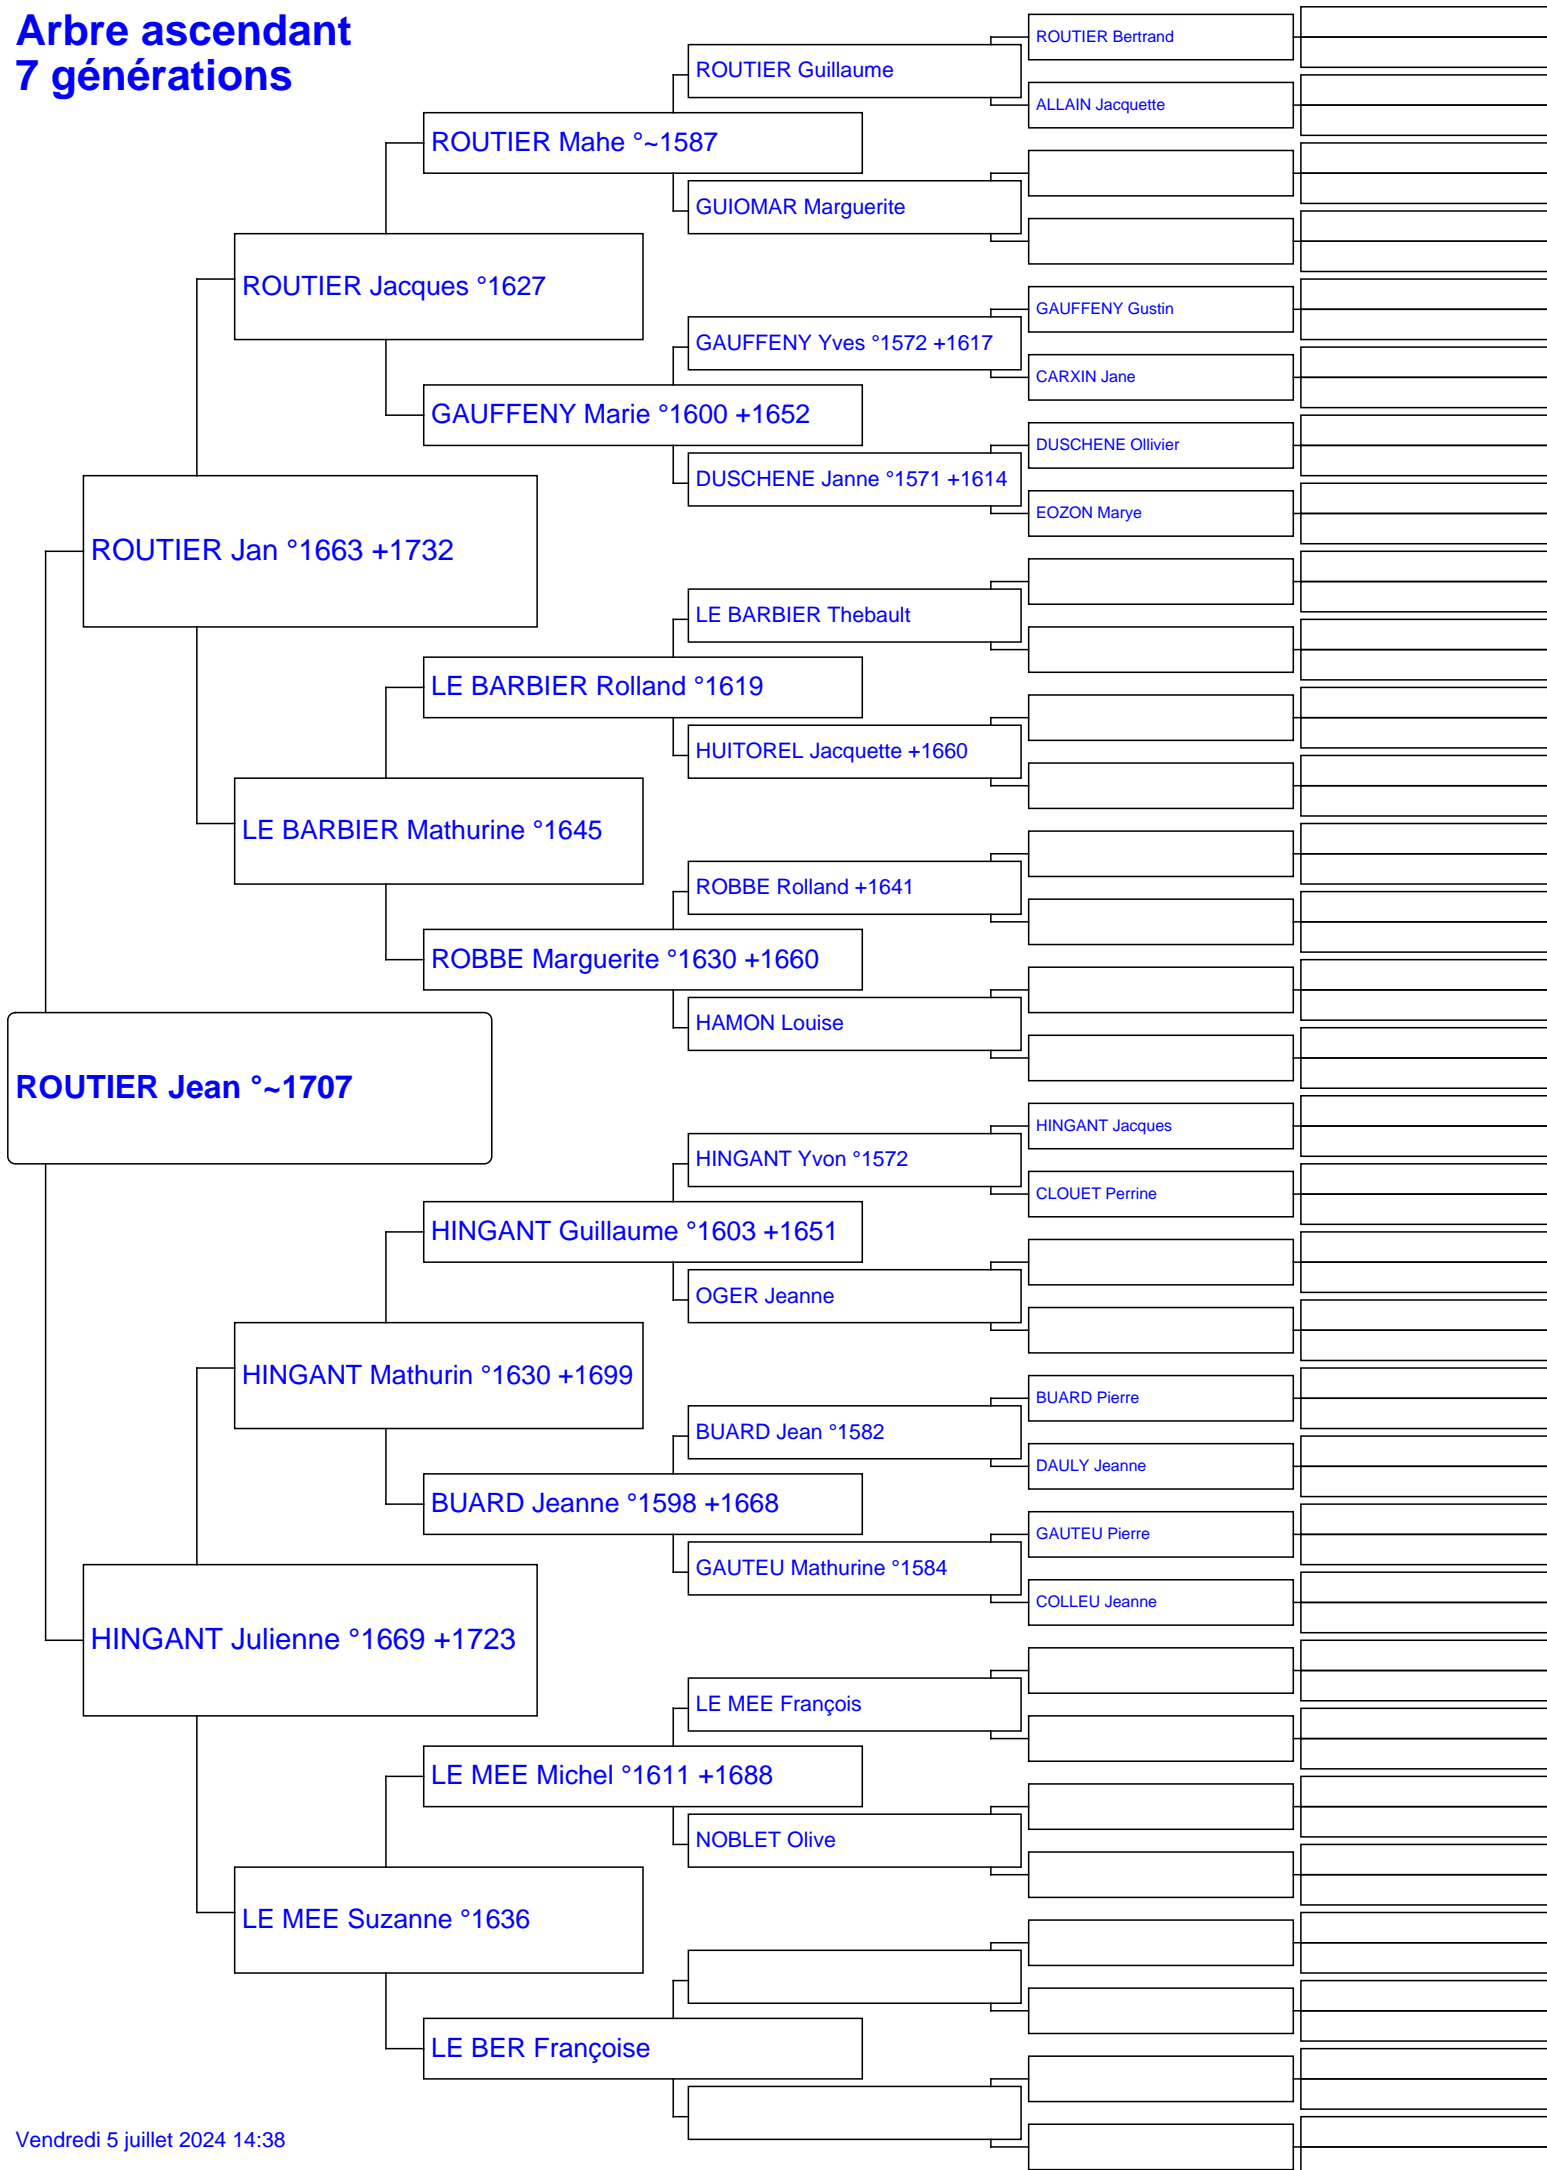 Arbre ascendant
7 générations
ROUTIER Bertrand
ROUTIER Guillaume
ALLAIN Jacquette
ROUTIER Mahe °~1587
GUIOMAR Marguerite
ROUTIER Jacques °1627
GAUFFENY Gustin
GAUFFENY Yves °1572 +1617
CARXIN Jane
GAUFFENY Marie °1600 +1652
DUSCHENE Ollivier
DUSCHENE Janne °1571 +1614
EOZON Marye
ROUTIER Jan °1663 +1732
LE BARBIER Thebault
LE BARBIER Rolland °1619
HUITOREL Jacquette +1660
LE BARBIER Mathurine °1645
ROBBE Rolland +1641
ROBBE Marguerite °1630 +1660
HAMON Louise
ROUTIER Jean °~1707
HINGANT Jacques
HINGANT Yvon °1572
CLOUET Perrine
HINGANT Guillaume °1603 +1651
OGER Jeanne
HINGANT Mathurin °1630 +1699
BUARD Pierre
BUARD Jean °1582
DAULY Jeanne
BUARD Jeanne °1598 +1668
GAUTEU Pierre
GAUTEU Mathurine °1584
COLLEU Jeanne
HINGANT Julienne °1669 +1723
LE MEE François
LE MEE Michel °1611 +1688
NOBLET Olive
LE MEE Suzanne °1636
LE BER Françoise
Vendredi 5 juillet 2024 14:38